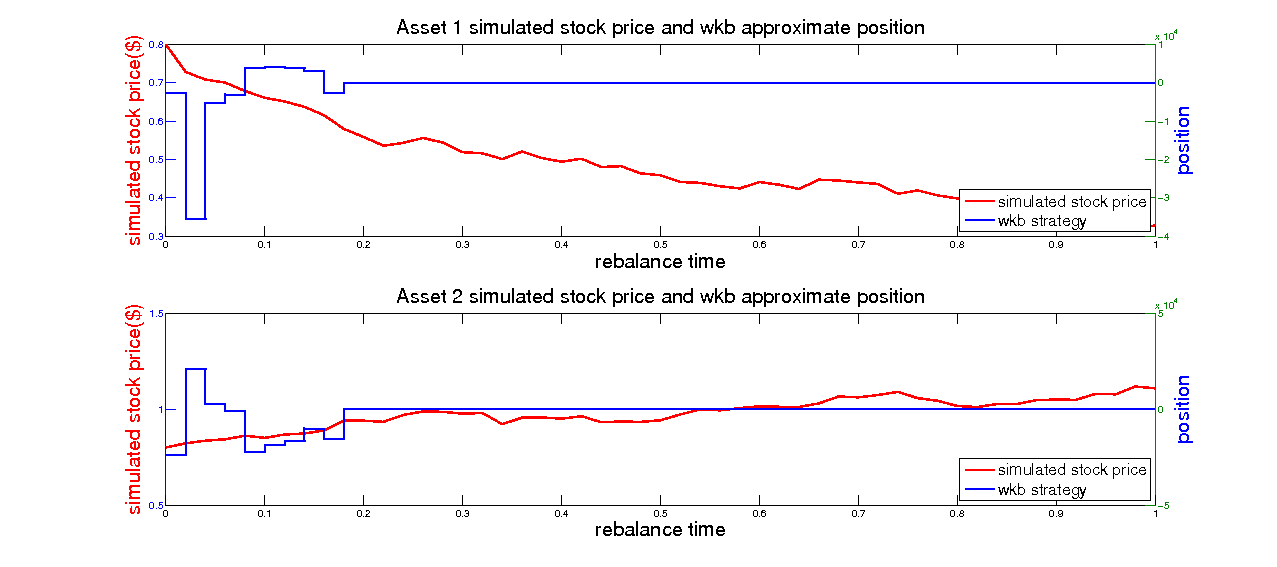 Asset 1 simulated stock price and wkb approximate position
x 10^4
0.8
0.7
0.6
0.5
0.4
0.3
1
0
-1
-2
-3
-4
simulated stock price($)
position
simulated stock price
wkb strategy
0 0.1 0.2 0.3 0.4 0.5 0.6 0.7 0.8 0.9 1
rebalance time
Asset 2 simulated stock price and wkb approximate position
x 10^4
1.5
1
0.5
5
0
-5
simulated stock price($)
position
simulated stock price
wkb strategy
0 0.1 0.2 0.3 0.4 0.5 0.6 0.7 0.8 0.9 1
rebalance time